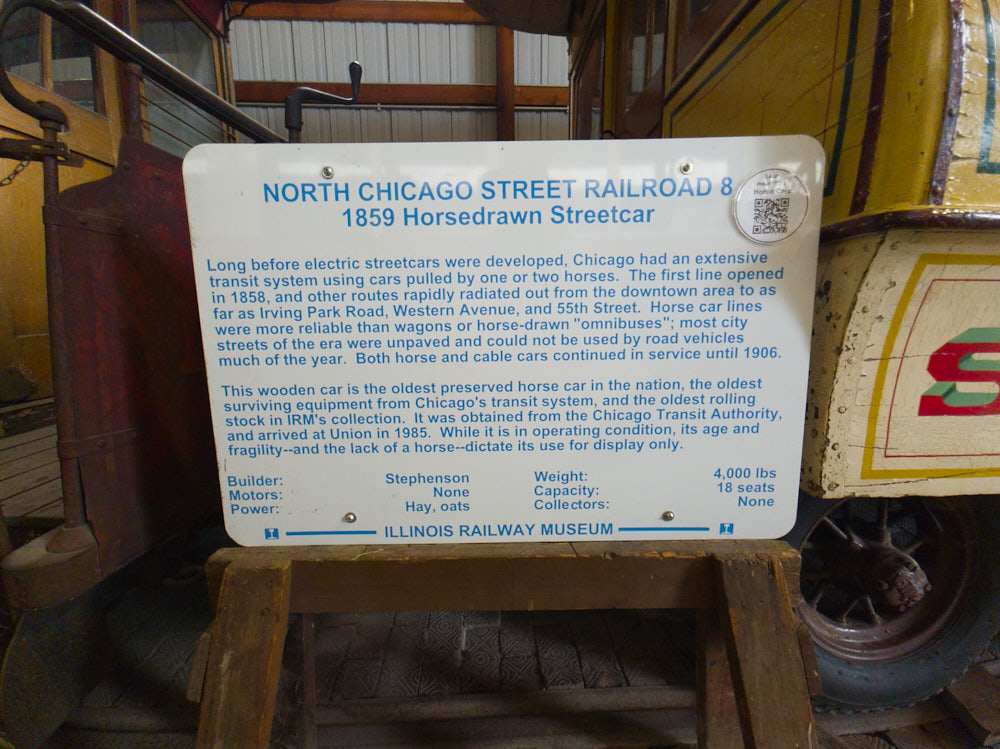 NORTH CHICAGO STREET RAILROAD 8
1859 Horsedrawn Streetcar
Long before electric streetcars were developed, Chicago had an extensive
transit system using cars pulled by one or two horses. The first line opened
in 1858, and other routes rapidly radiated out from the downtown area to as
far as Irving Park Road, Western Avenue, and 55th Street. Horse car lines
were more reliable than wagons or horse-drawn "omnibuses"; most city
streets of the era were unpaved and could not be used by road vehicles
much of the year. Both horse and cable cars continued in service until 1906.
This wooden car is the oldest preserved horse car in the nation, the oldest
surviving equipment from Chicago's transit system, and the oldest rolling
stock in IRM's collection. It was obtained from the Chicago Transit Authority,
and arrived at Union in 1985. While it is in operating condition, its age and
fragility--and the lack of a horse--dictate its use for display only.
Builder: Stephenson Weight: 4,000 lbs
Motors: None Capacity: 18 seats
Power: Hay, oats Collectors: None
I ILLINOIS RAILWAY MUSEUM I
S